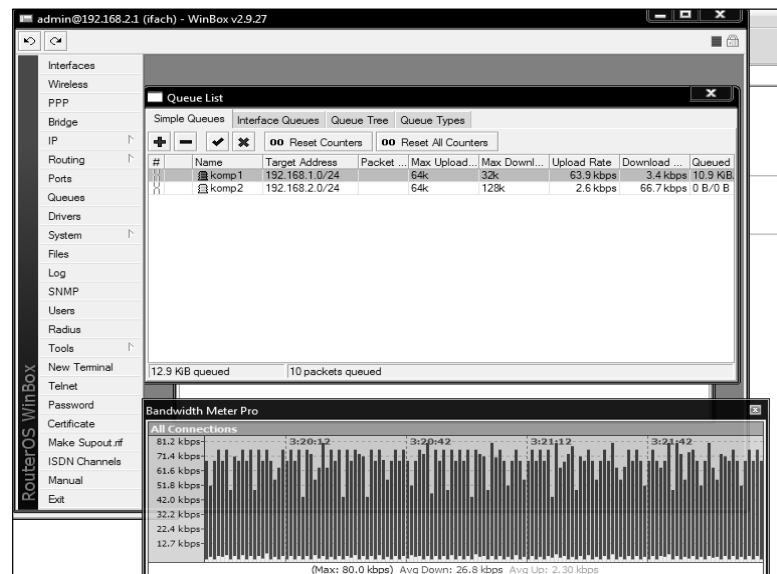 admin@192.168.2.1 (ifach) - WinBox v2.9.27
Interfaces
Wireless
PPP
Bridge
IP
Routing
Ports
Queues
Drivers
System
Files
Log
SNMP
Users
Radius
Tools
New Terminal
Telnet
Password
Certificate
Make Supout.rif
ISDN Channels
Manual
Exit
RouterOS WinBox
Queue List
Simple Queues Interface Queues Queue Tree Queue Types
00 Reset Counters 00 Reset All Counters
# Name Target Address Packet ... Max Upload... Max Downl... Upload Rate Download ... Queued
komp1 192.168.1.0/24 64k 32k 63.9 kbps 3.4 kbps 10.9 KiB
komp2 192.168.2.0/24 64k 128k 2.6 kbps 66.7 kbps 0 B/0 B
12.9 KiB queued 10 packets queued
Bandwidth Meter Pro
All Connections
81.2 kbps 3:20:12 3:20:42 3:21:12 3:21:42
71.4 kbps
61.6 kbps
51.8 kbps
42.0 kbps
32.2 kbps
22.4 kbps
12.7 kbps
(Max: 80.0 kbps) Avg Down: 26.8 kbps Avg Up: 2.30 kbps